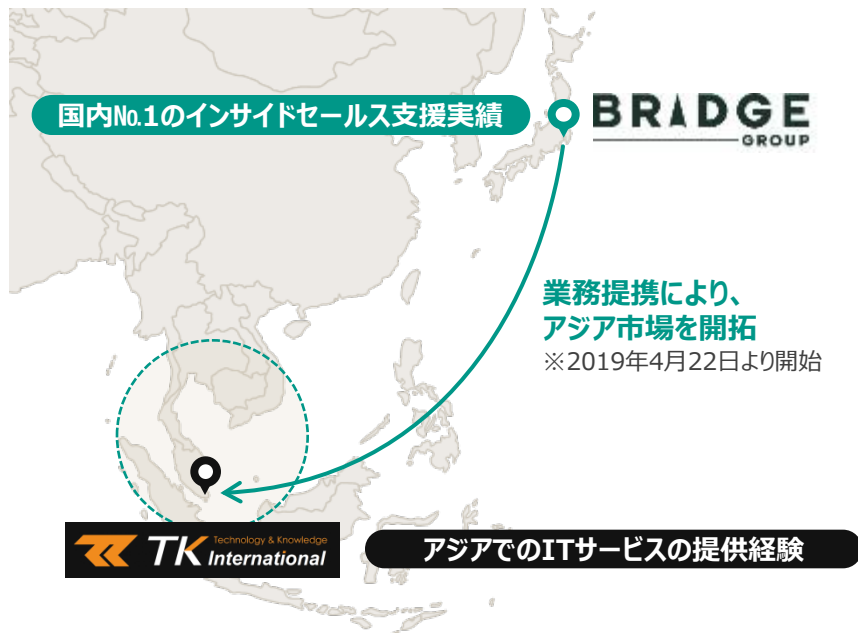 国内№1のインサイドセールス支援実績
BRIDGE
GROUP
業務提携により、
アジア市場を開拓
※2019年4月22日より開始
TK Technology & Knowledge
International
アジアでのITサービスの提供経験